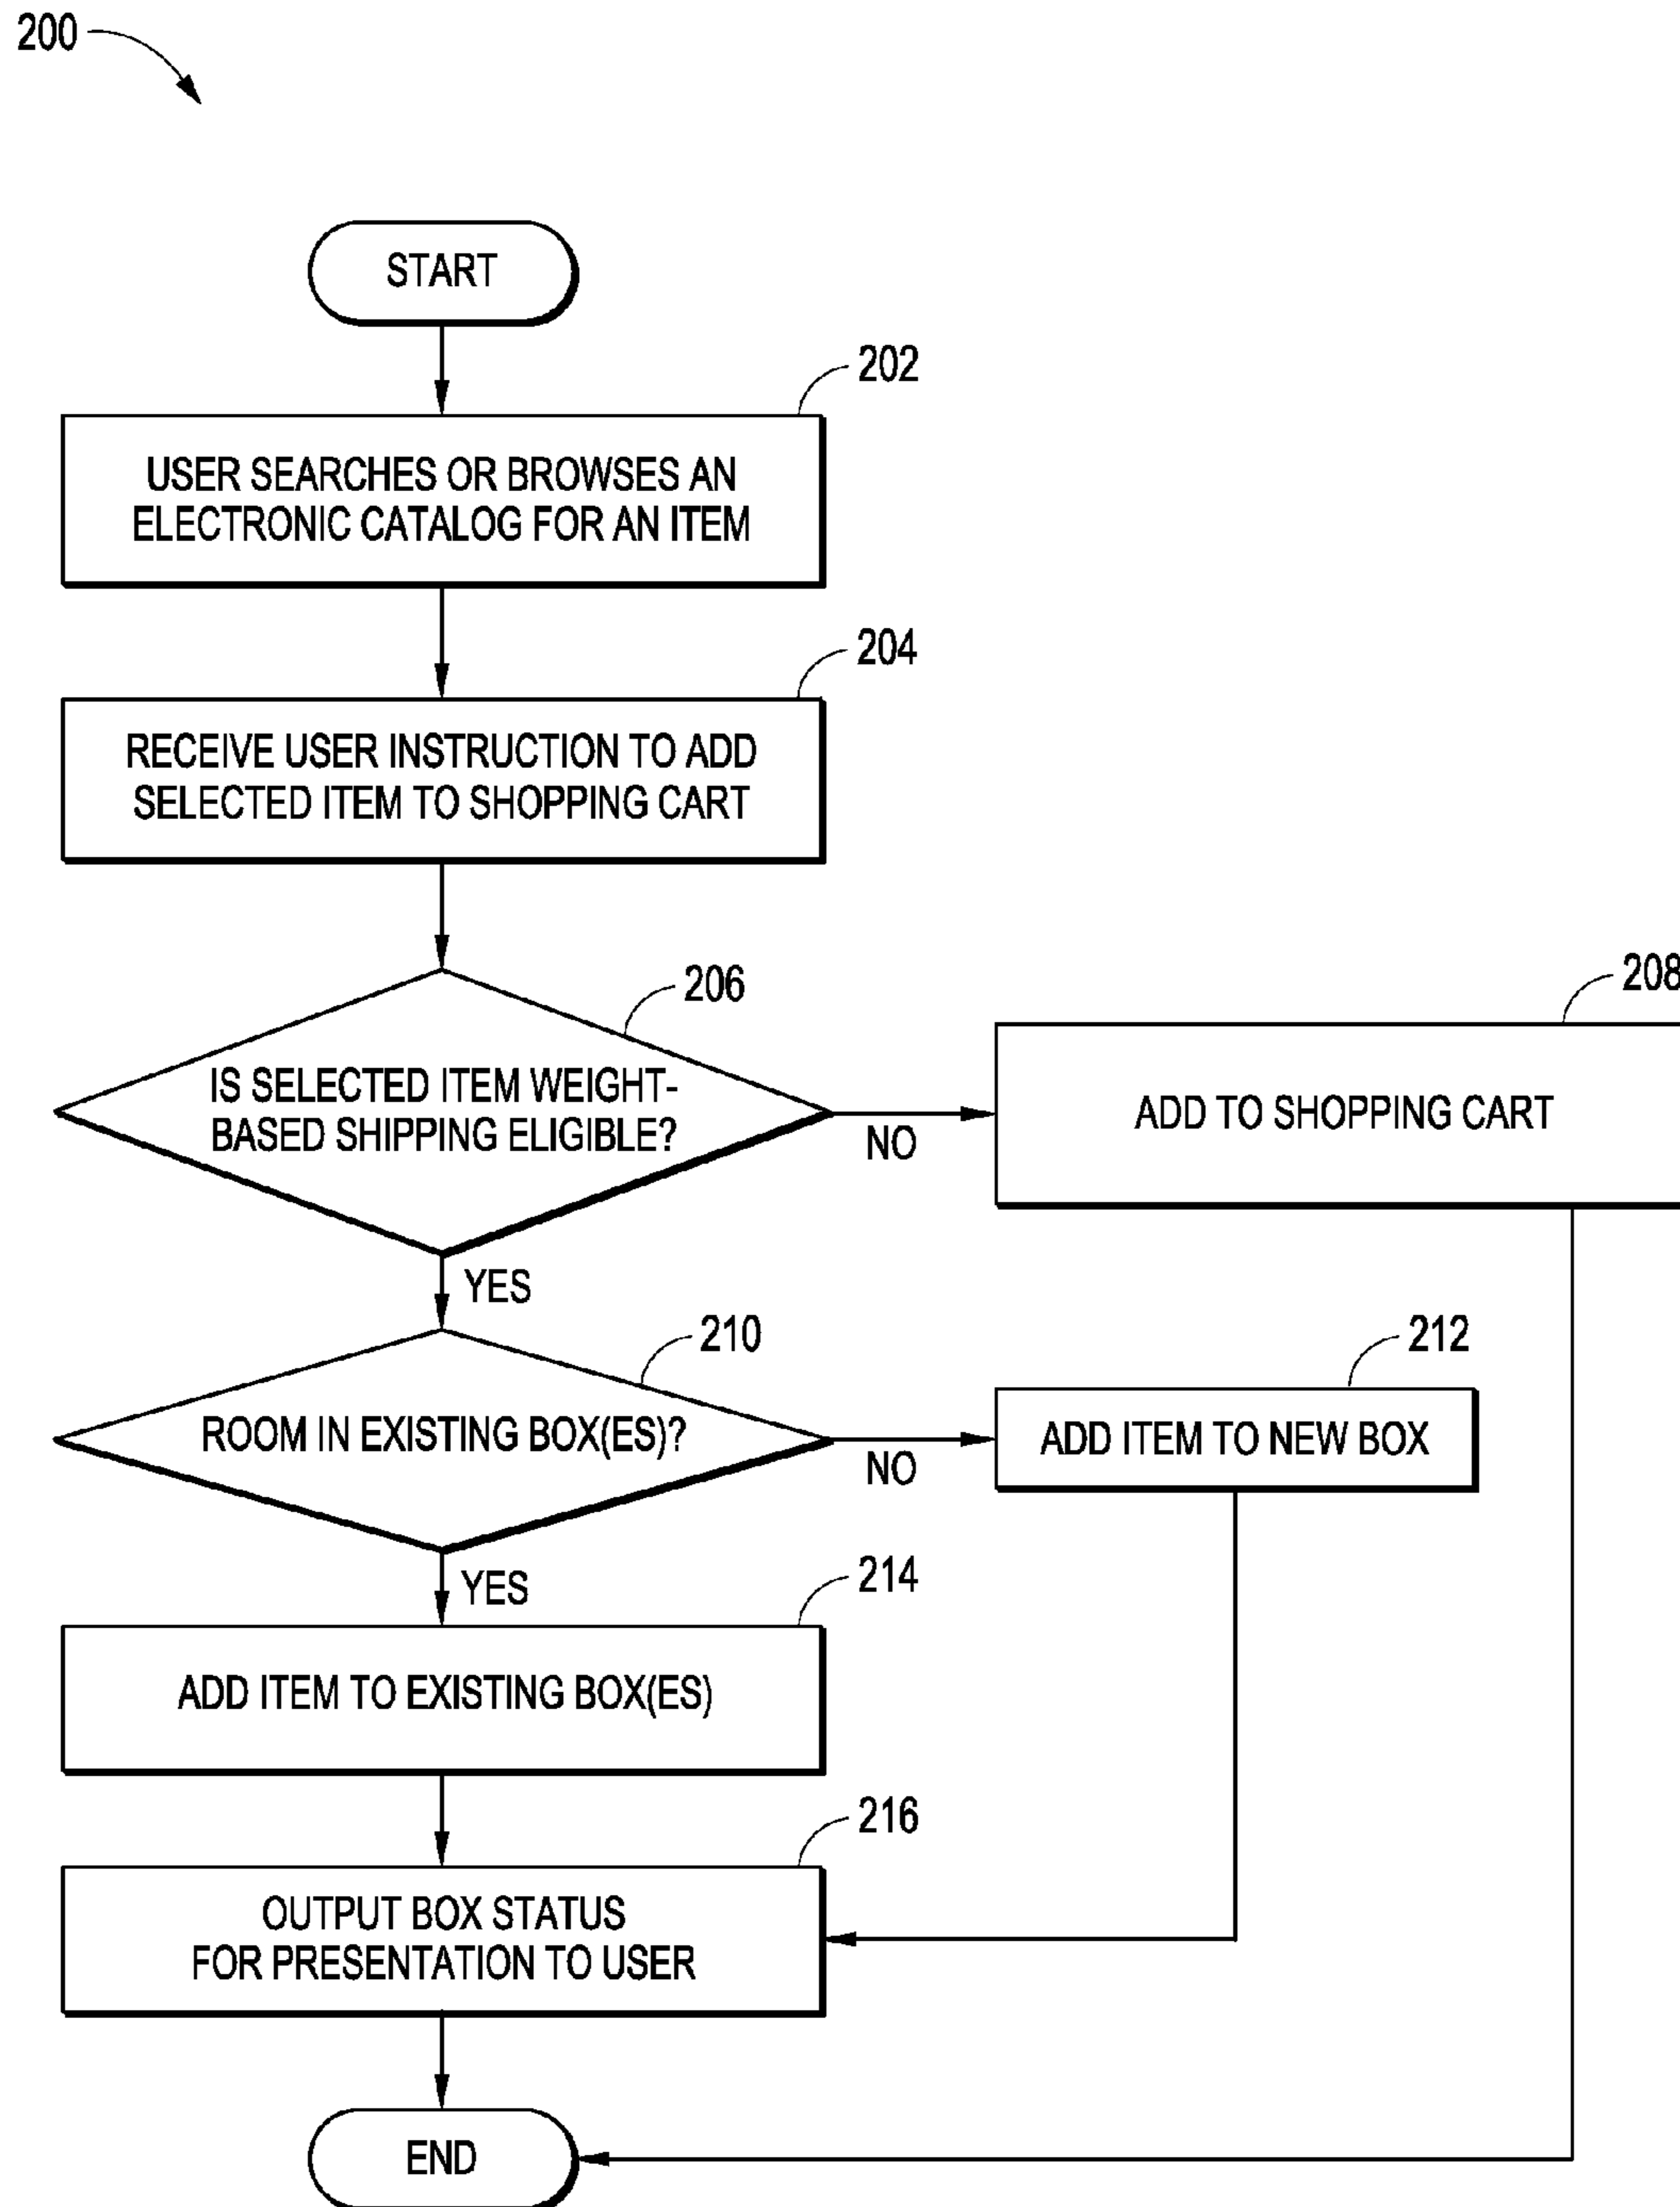 200
START
202
USER SEARCHES OR BROWSES AN
ELECTRONIC CATALOG FOR AN ITEM
204
RECEIVE USER INSTRUCTION TO ADD
SELECTED ITEM TO SHOPPING CART
206
IS SELECTED ITEM WEIGHT-
BASED SHIPPING ELIGIBLE?
NO
208
ADD TO SHOPPING CART
YES
210
ROOM IN EXISTING BOX(ES)?
NO
212
ADD ITEM TO NEW BOX
YES
214
ADD ITEM TO EXISTING BOX(ES)
216
OUTPUT BOX STATUS
FOR PRESENTATION TO USER
END